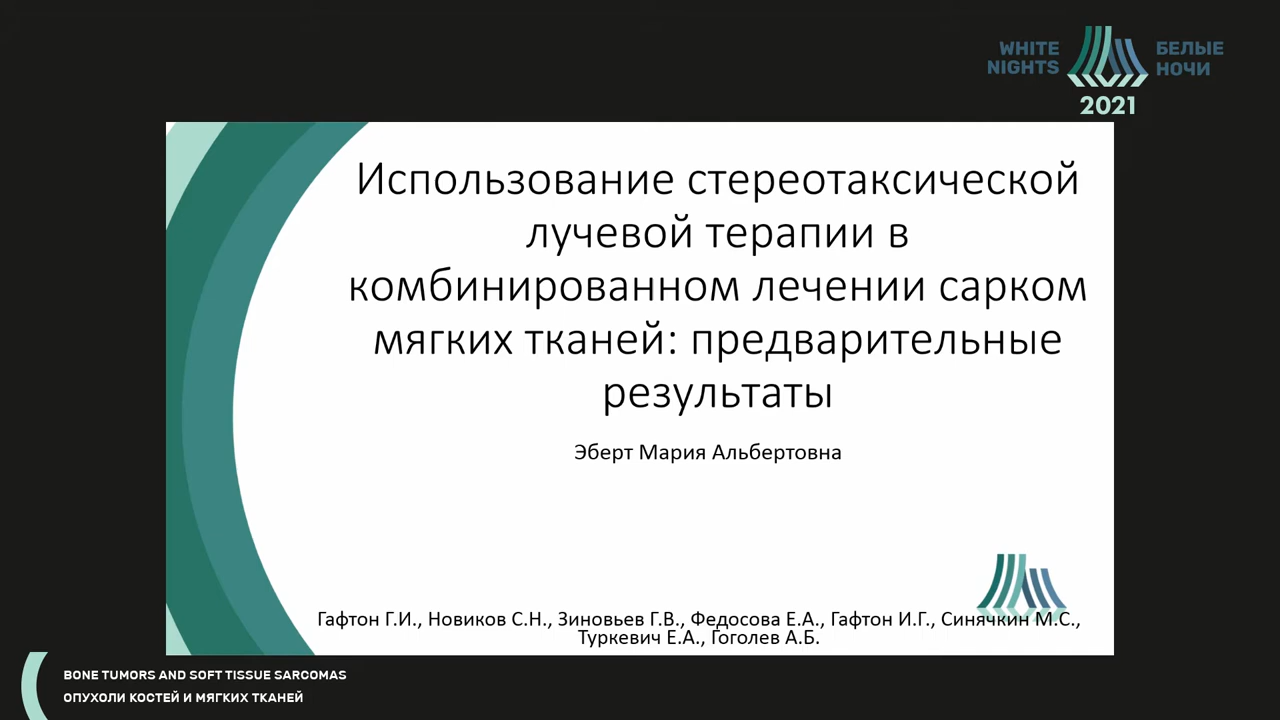 WHITE NIGHTS
БЕЛЫЕ НОЧИ
2021
Использование стереотаксической
лучевой терапии в
комбинированном лечении сарком
мягких тканей: предварительные
результаты
Эберт Мария Альбертовна
Гафтон Г.И., Новиков С.Н., Зиновьев Г.В., Федосова Е.А., Гафтон И.Г., Синячкин М.С.,
Туркевич Е.А., Гоголев А.Б.
BONE TUMORS AND SOFT TISSUE SARCOMAS
ОПУХОЛИ КОСТЕЙ И МЯГКИХ ТКАНЕЙ